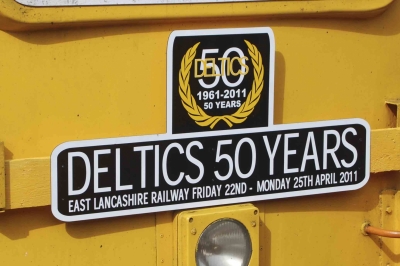 50
DELTICS
1961-2011
50 YEARS
DELTICS 50 YEARS
EAST LANCASHIRE RAILWAY FRIDAY 22ND - MONDAY 25TH APRIL 2011